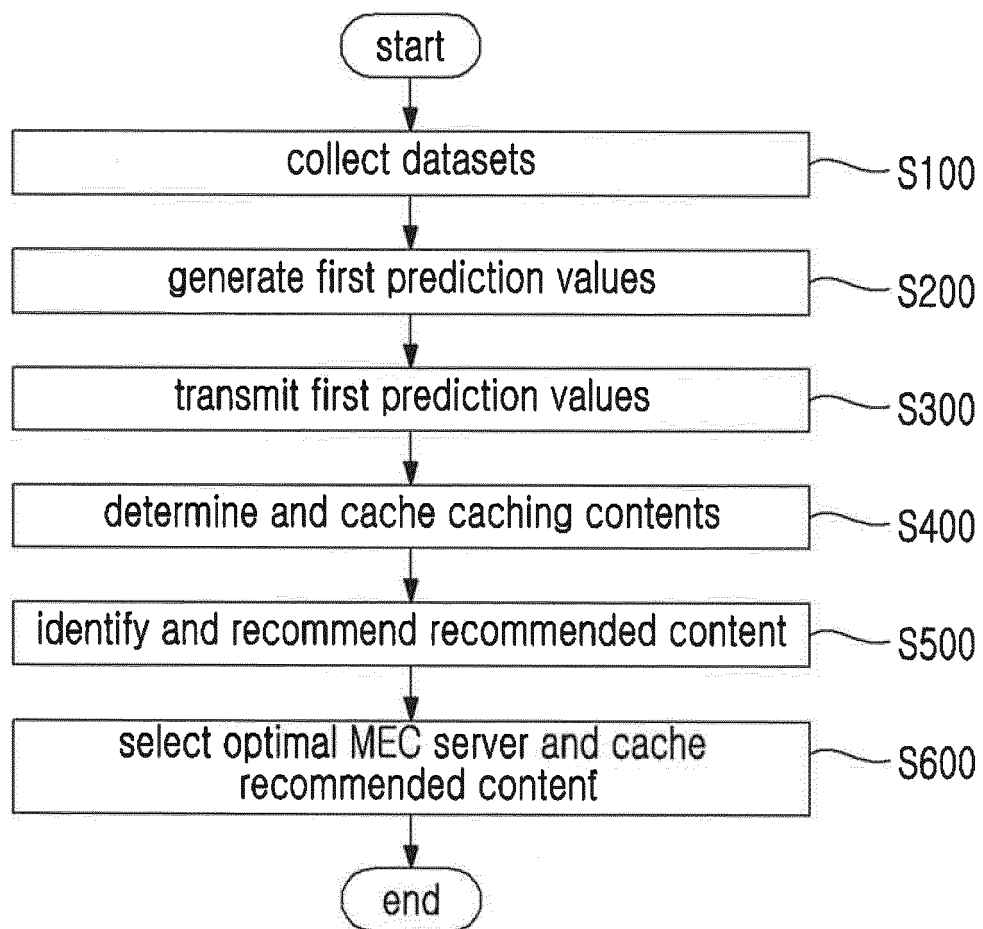 start
collect datasets
S100
generate first prediction values
S200
transmit first prediction values
S300
determine and cache caching contents
S400
identify and recommend recommended content
S500
select optimal MEC server and cache
recommended content
S600
end